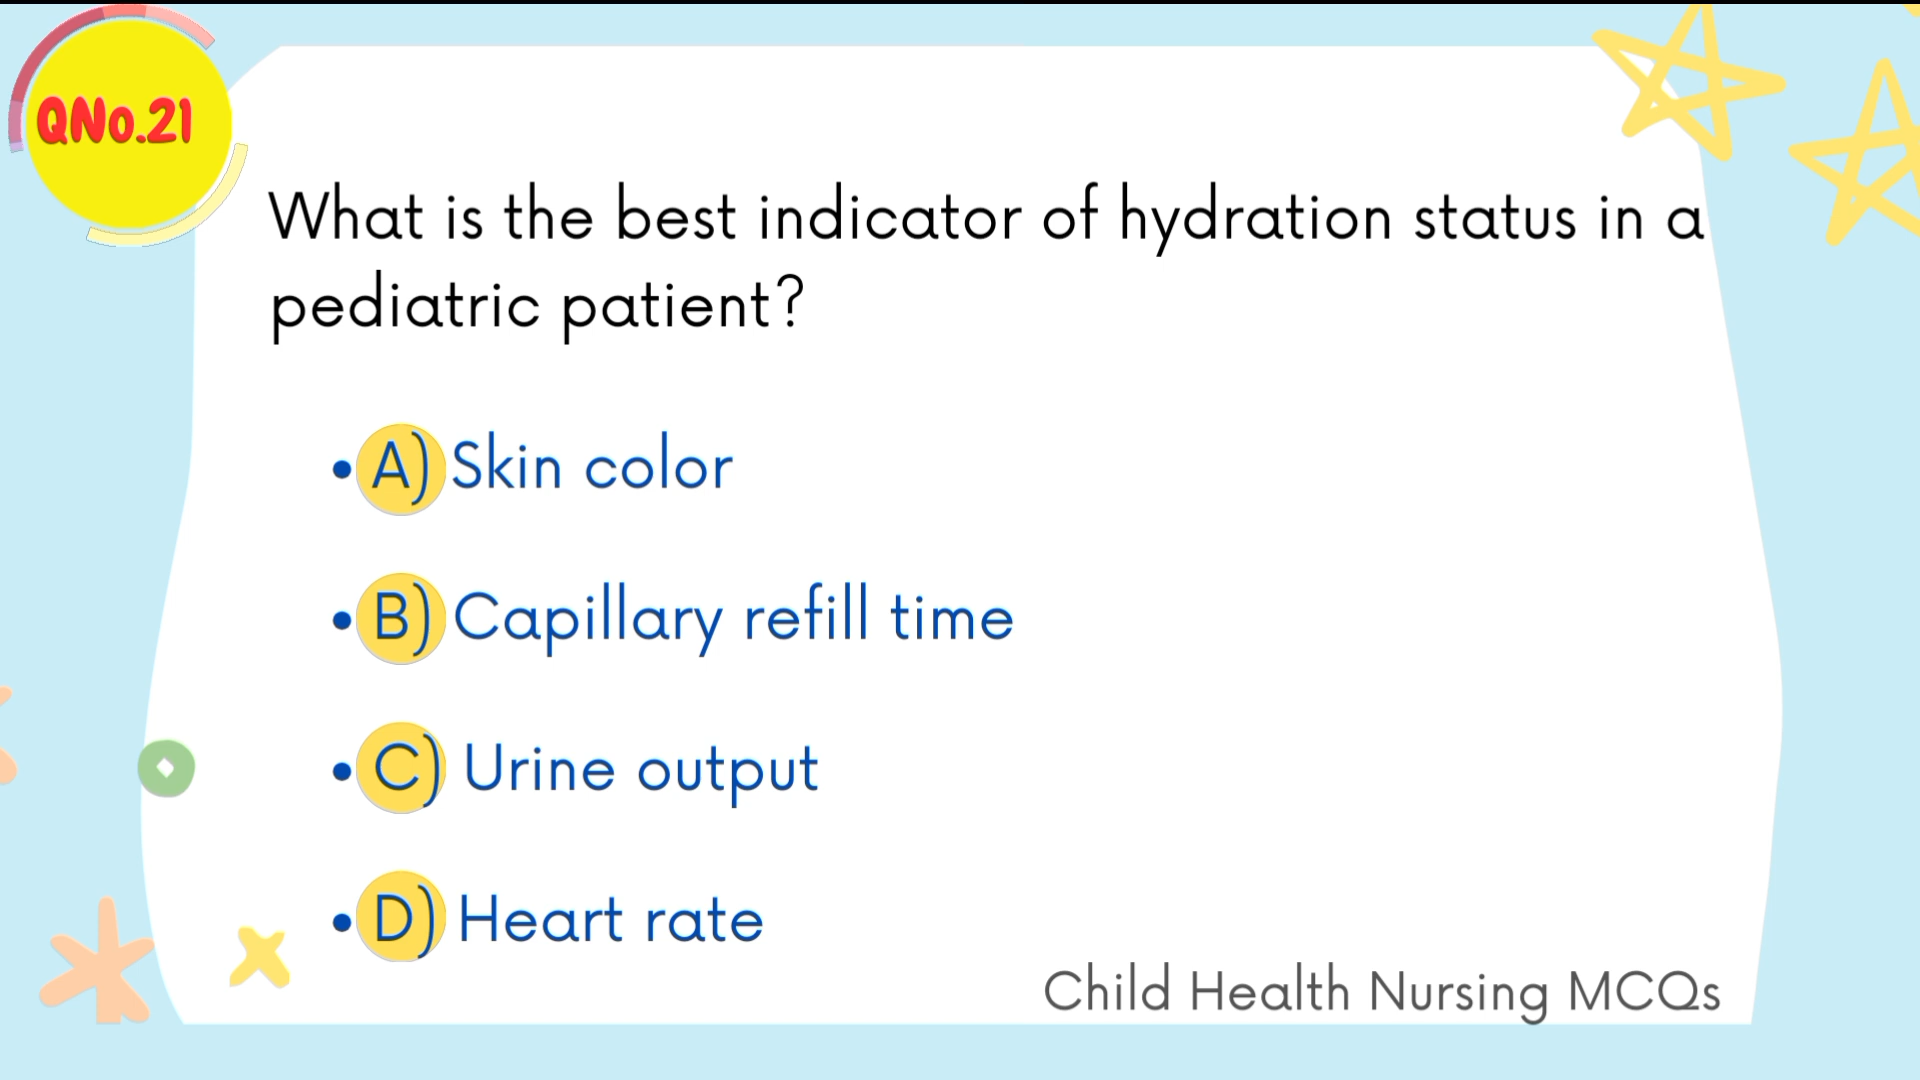 QNo.21
What is the best indicator of hydration status in a
pediatric patient?
• A) Skin color
• B) Capillary refill time
• C) Urine output
• D) Heart rate
Child Health Nursing MCQs